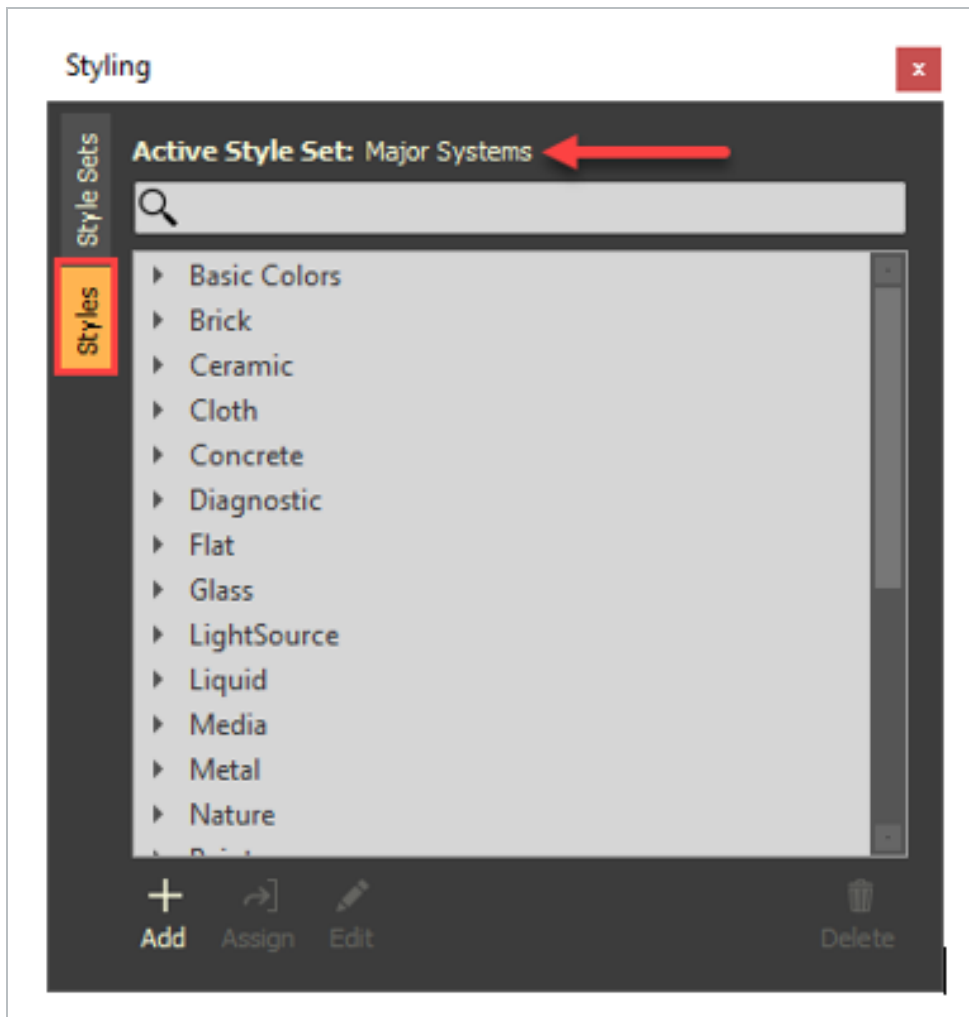 Styling
x
Style Sets
Styles
Active Style Set: Major Systems
Basic Colors
Brick
Ceramic
Cloth
Concrete
Diagnostic
Flat
Glass
LightSource
Liquid
Media
Metal
Nature
Add
Assign
Edit
Delete